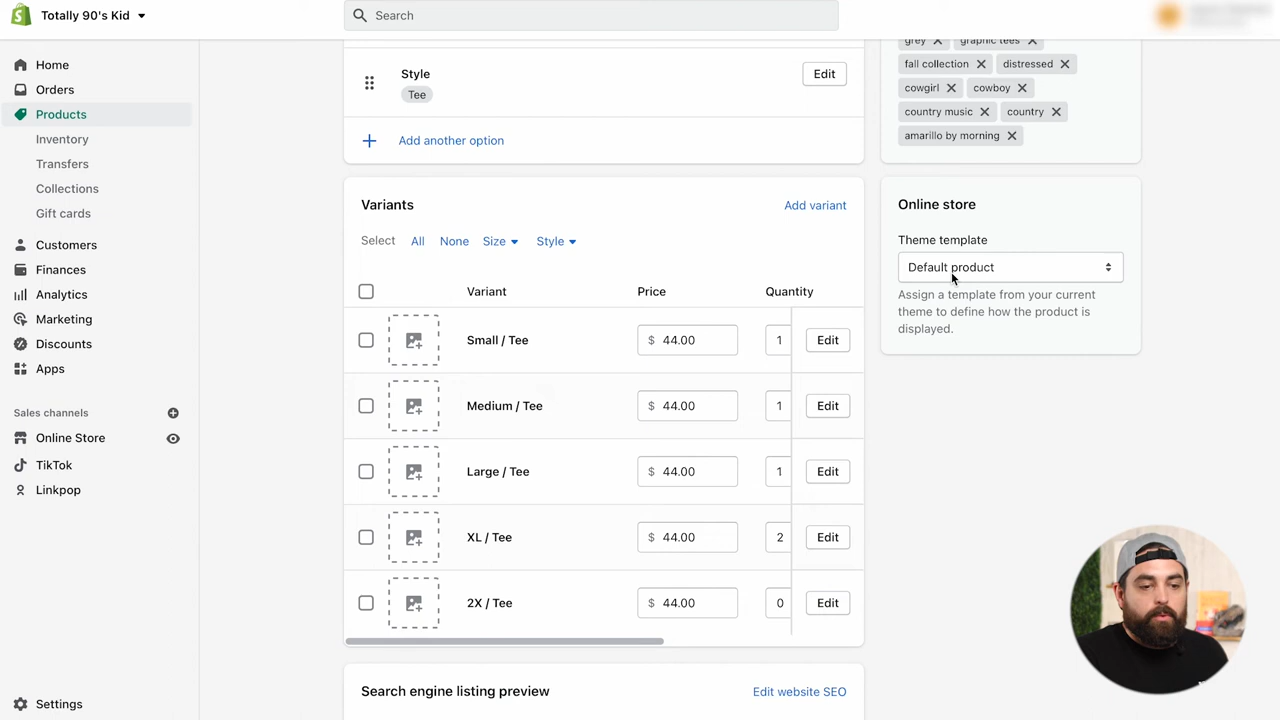 Totally 90's Kid
Search
Home
Orders
Products
Inventory
Transfers
Collections
Gift cards
Customers
Finances
Analytics
Marketing
Discounts
Apps
Sales channels
Online Store
TikTok
Linkpop
Settings
Style
Edit
Tee
Add another option
Variants
Add variant
Select All None Size Style
Variant Price Quantity
Small / Tee $ 44.00 1 Edit
Medium / Tee $ 44.00 1 Edit
Large / Tee $ 44.00 1 Edit
XL / Tee $ 44.00 2 Edit
2X / Tee $ 44.00 0 Edit
Search engine listing preview
Edit website SEO
grey graphic tees
fall collection distressed
cowgirl cowboy
country music country
amarillo by morning
Online store
Theme template
Default product
Assign a template from your current
theme to define how the product is
displayed.